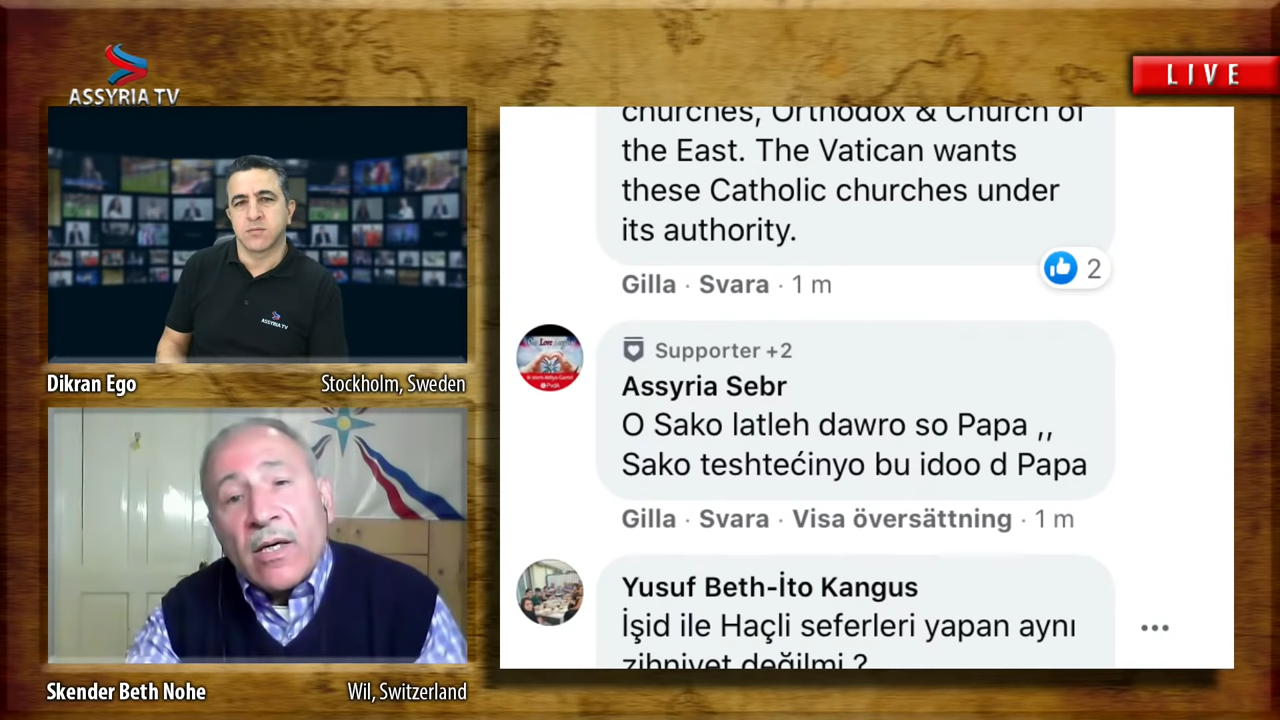 ASSYRIA TV
LIVE
ASSYRIA TV
Dikran Ego
Stockholm, Sweden
Skender Beth Nohe
Wil, Switzerland
churches, Orthodox & Church of
the East. The Vatican wants
these Catholic churches under
its authority.
2
Gilla · Svara · 1 m
Supporter +2
Assyria Sebr
O Sako latleh dawro so Papa ,,
Sako teshtećinyo bu idoo d Papa
Gilla · Svara · Visa översättning · 1 m
Yusuf Beth-İto Kangus
İşid ile Haçli seferleri yapan aynı
zihniyet değilmi ?